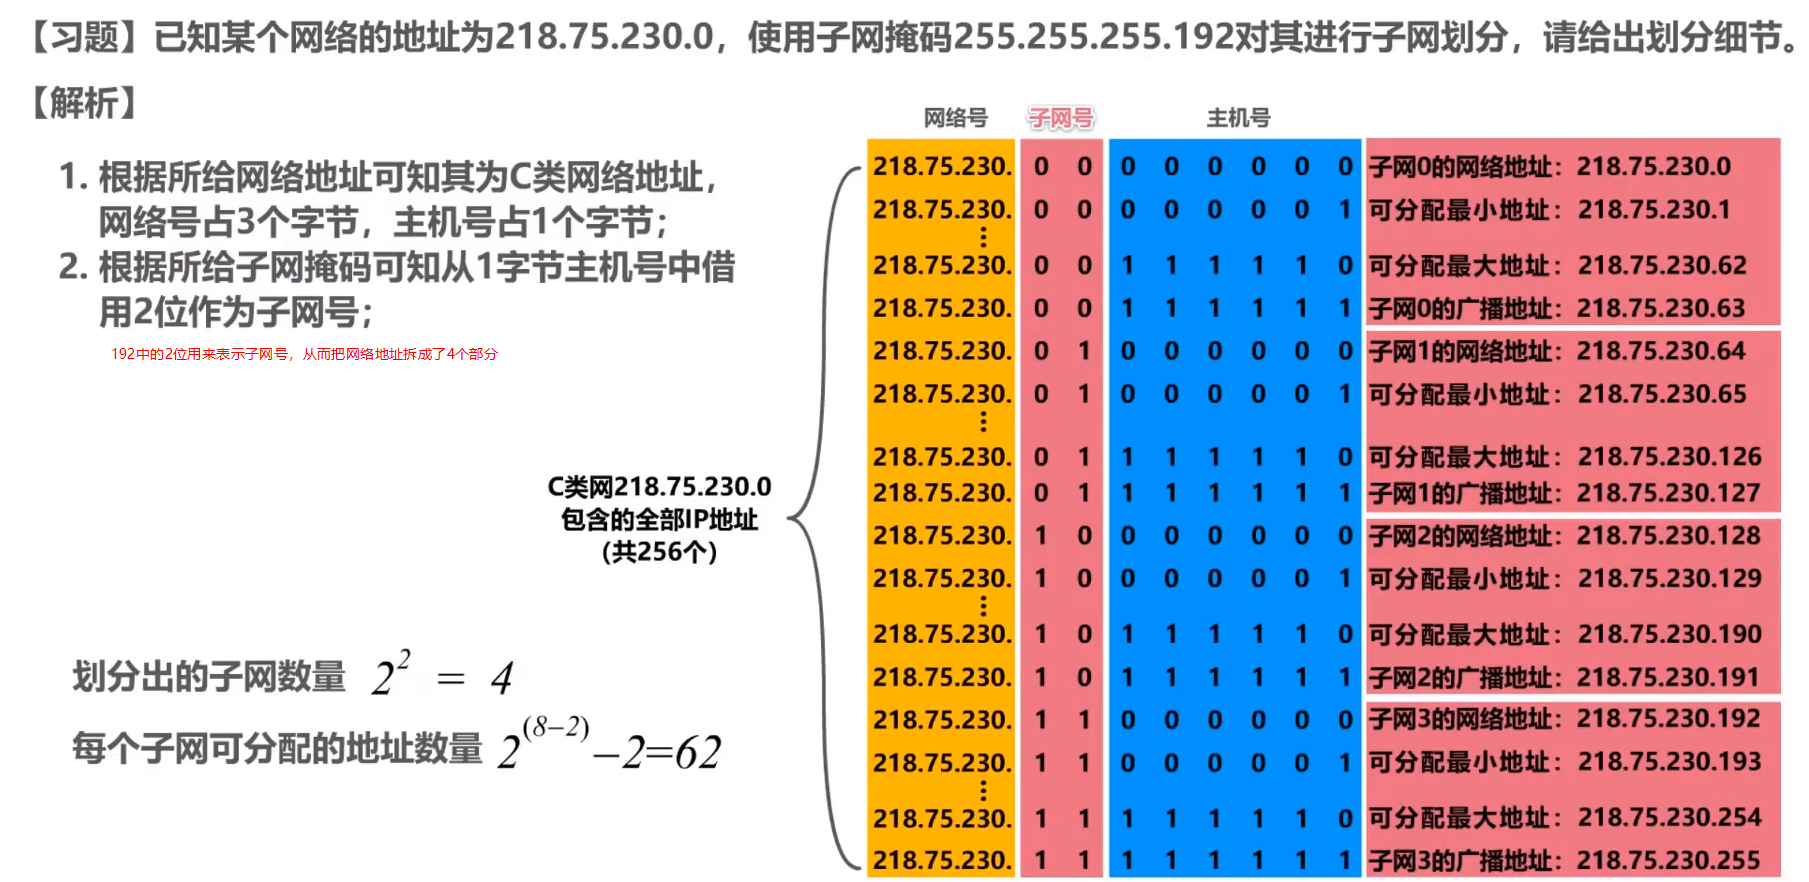 【习题】已知某个网络的地址为218.75.230.0，使用子网掩码255.255.255.192对其进行子网划分，请给出划分细节。
【解析】
1. 根据所给网络地址可知其为C类网络地址，
网络号占3个字节，主机号占1个字节；
2. 根据所给子网掩码可知从1字节主机号中借
用2位作为子网号；
192中的2位用来表示子网号，从而把网络地址拆成了4个部分
C类网218.75.230.0
包含的全部IP地址
(共256个)
划分出的子网数量 2^2 = 4
每个子网可分配的地址数量 2^(8−2)−2=62
网络号 子网号 主机号
218.75.230. 0 0 0 0 0 0 0 0 子网0的网络地址：218.75.230.0
218.75.230. 0 0 0 0 0 0 0 1 可分配最小地址：218.75.230.1
⋮
218.75.230. 0 0 1 1 1 1 1 0 可分配最大地址：218.75.230.62
218.75.230. 0 0 1 1 1 1 1 1 子网0的广播地址：218.75.230.63
218.75.230. 0 1 0 0 0 0 0 0 子网1的网络地址：218.75.230.64
218.75.230. 0 1 0 0 0 0 0 1 可分配最小地址：218.75.230.65
⋮
218.75.230. 0 1 1 1 1 1 1 0 可分配最大地址：218.75.230.126
218.75.230. 0 1 1 1 1 1 1 1 子网1的广播地址：218.75.230.127
218.75.230. 1 0 0 0 0 0 0 0 子网2的网络地址：218.75.230.128
218.75.230. 1 0 0 0 0 0 0 1 可分配最小地址：218.75.230.129
⋮
218.75.230. 1 0 1 1 1 1 1 0 可分配最大地址：218.75.230.190
218.75.230. 1 0 1 1 1 1 1 1 子网2的广播地址：218.75.230.191
218.75.230. 1 1 0 0 0 0 0 0 子网3的网络地址：218.75.230.192
218.75.230. 1 1 0 0 0 0 0 1 可分配最小地址：218.75.230.193
⋮
218.75.230. 1 1 1 1 1 1 1 0 可分配最大地址：218.75.230.254
218.75.230. 1 1 1 1 1 1 1 1 子网3的广播地址：218.75.230.255